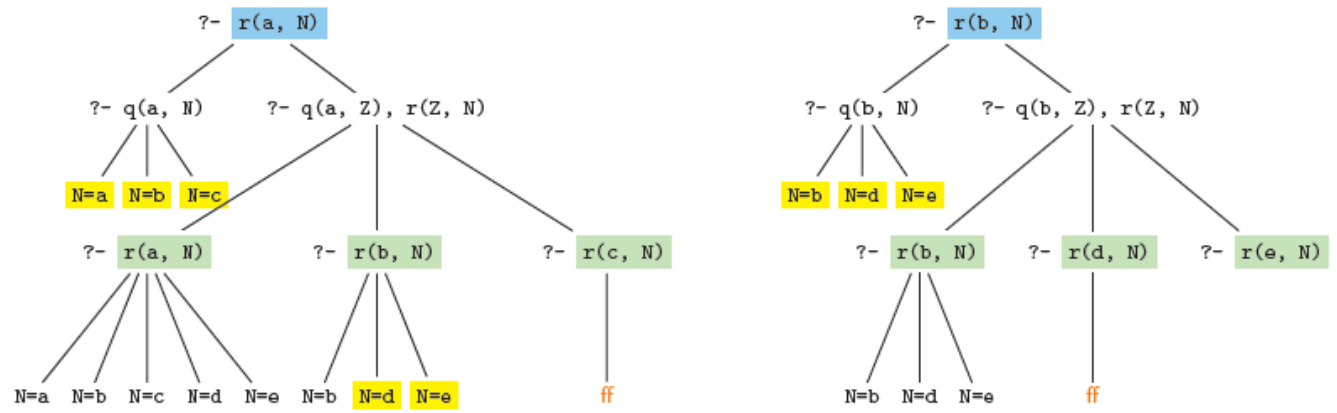 ?- r(a, N) ?- r(b, N)
?- q(a, N) ?- q(a, Z), r(Z, N) ?- q(b, N) ?- q(b, Z), r(Z, N)
N=a N=b N=c N=b N=d N=e
?- r(a, N) ?- r(b, N) ?- r(c, N) ?- r(b, N) ?- r(d, N) ?- r(e, N)
N=a N=b N=c N=d N=e N=b N=d N=e ff N=b N=d N=e ff